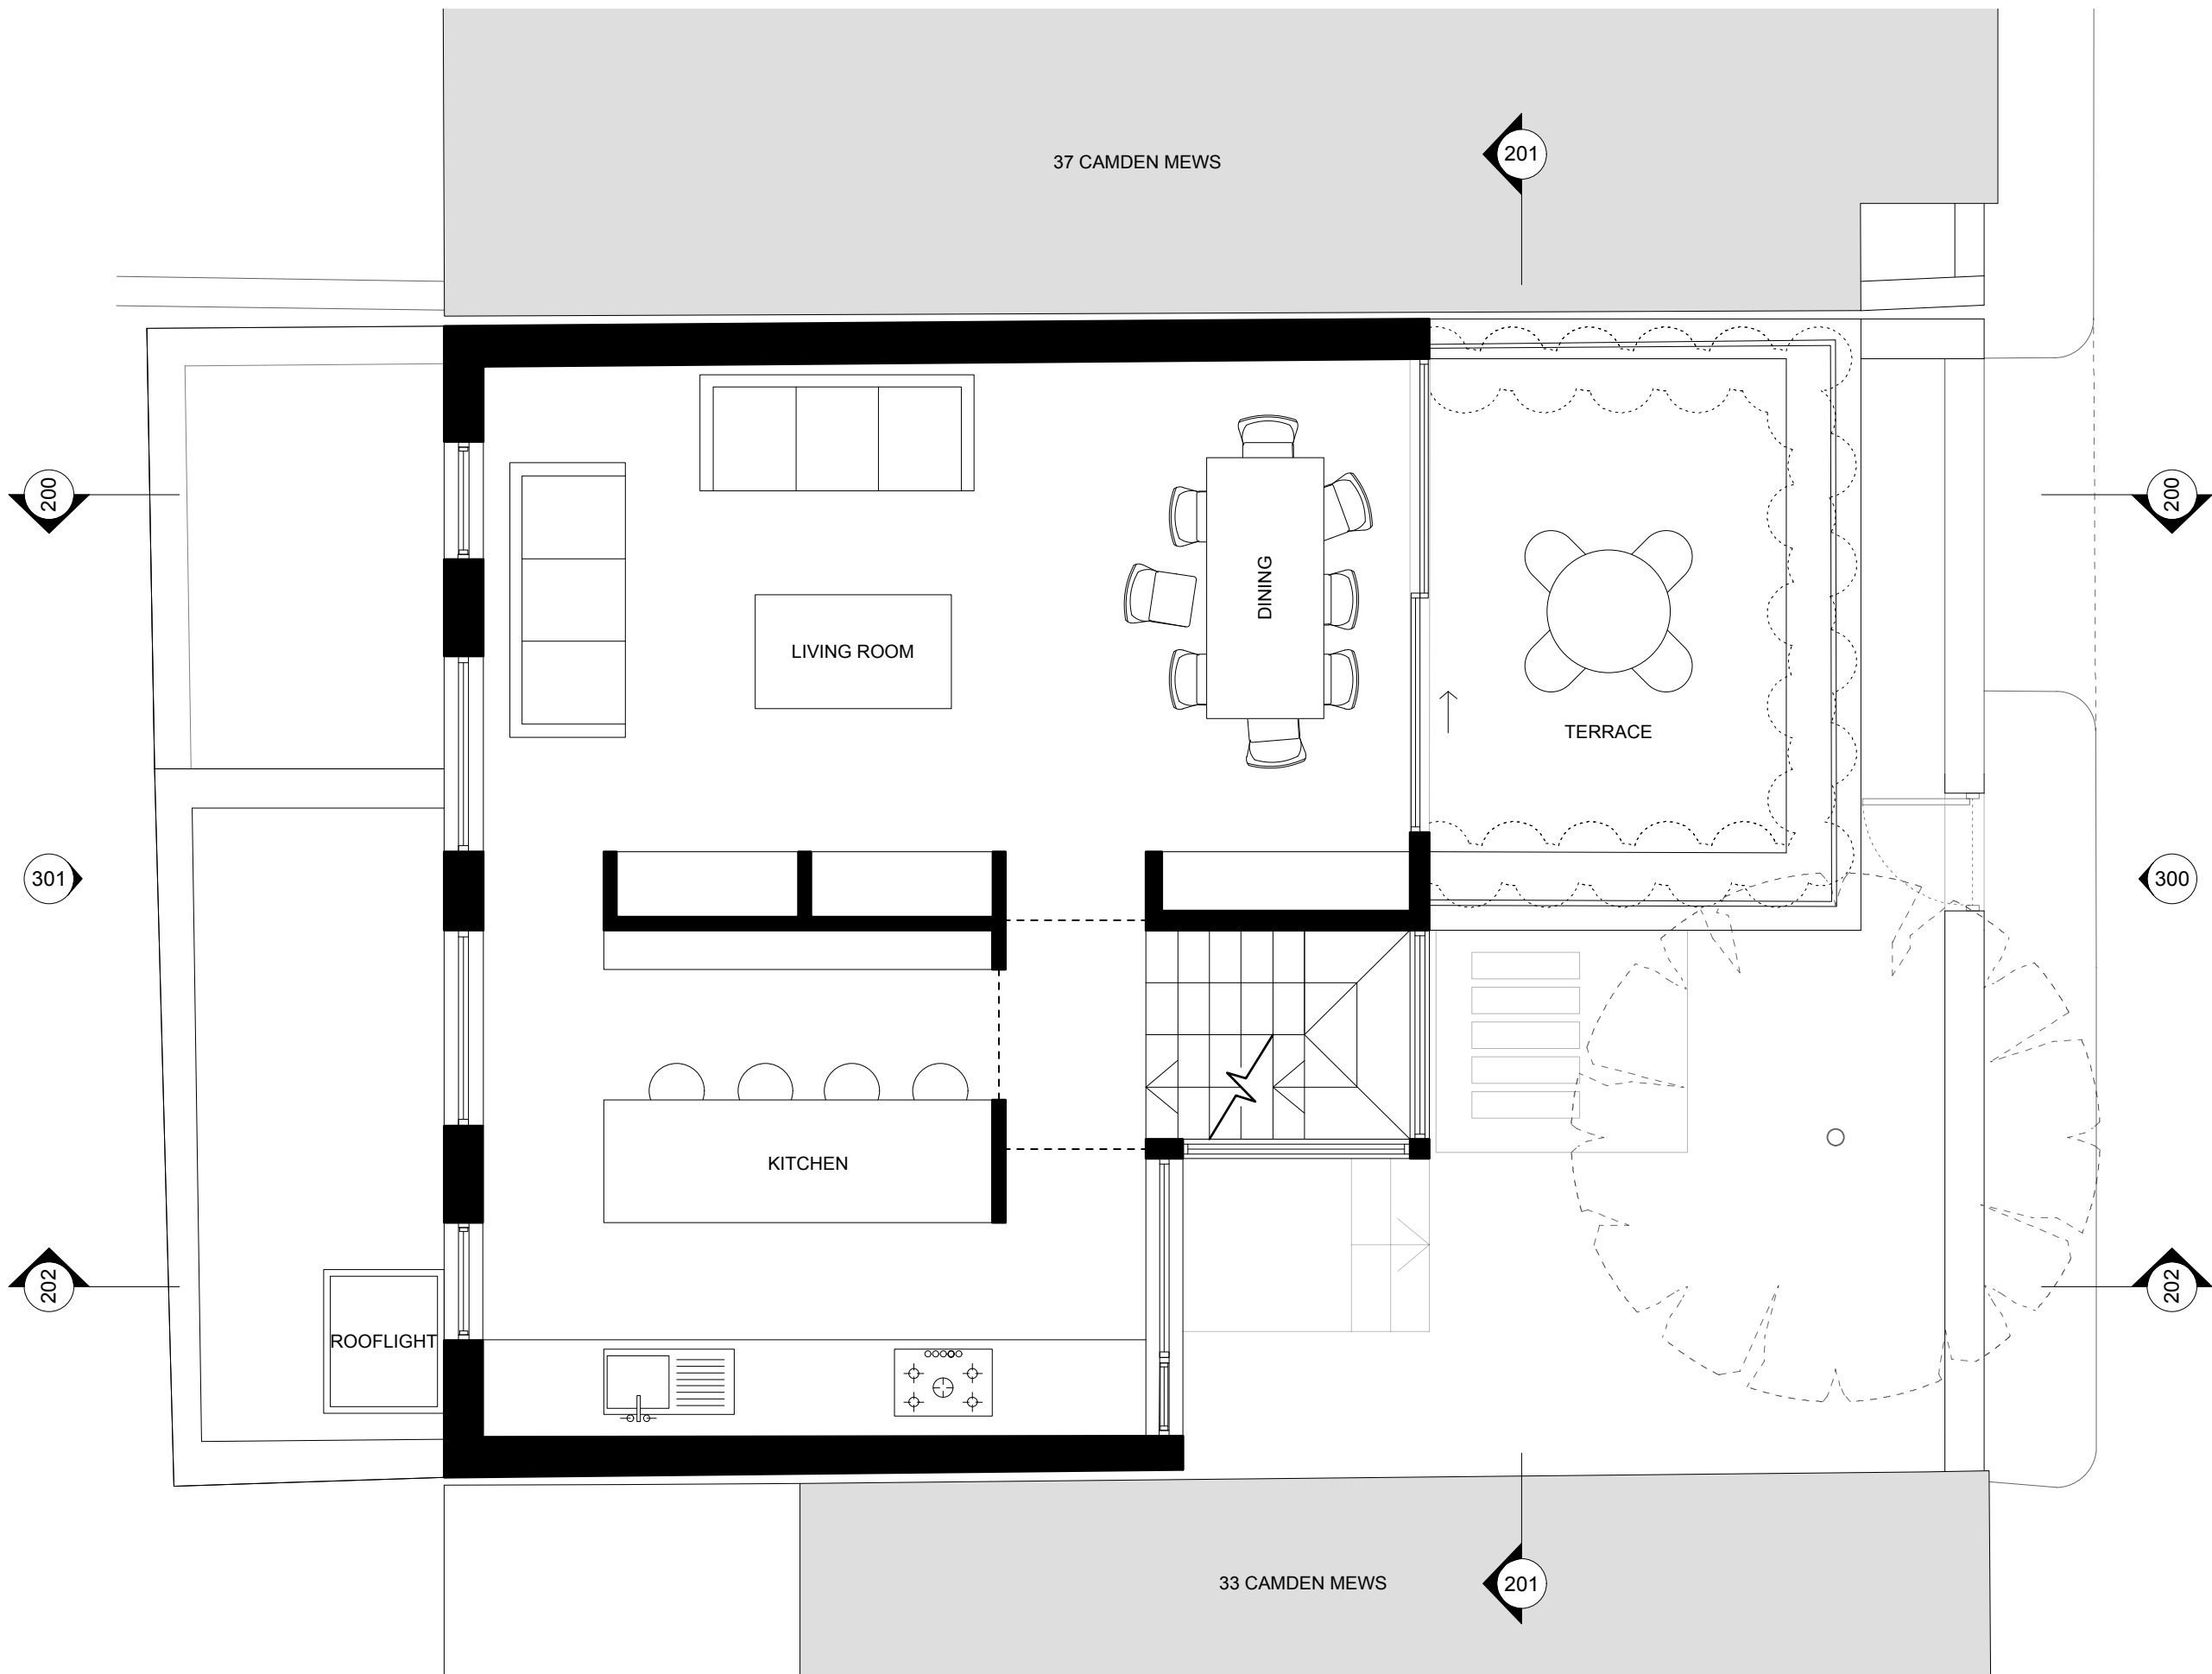 37 CAMDEN MEWS
201
200
200
DINING
LIVING ROOM
TERRACE
301
300
KITCHEN
202
202
ROOFLIGHT
33 CAMDEN MEWS
201